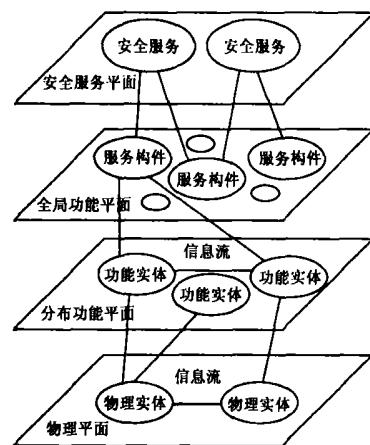 安全服务
安全服务
安全服务平面
服务构件
服务构件
服务构件
全局功能平面
信息流
功能实体
功能实体
功能实体
分布功能平面
信息流
物理实体
物理实体
物理平面